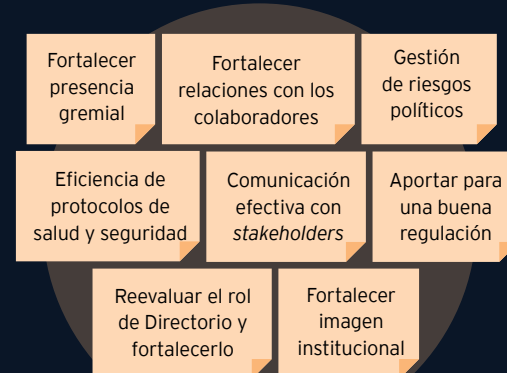 Fortalecer
presencia
gremial
Fortalecer
relaciones con los
colaboradores
Gestión
de riesgos
políticos
Eficiencia de
protocolos de
salud y seguridad
Comunicación
efectiva con
stakeholders
Aportar para
una buena
regulación
Reevaluar el rol
de Directorio y
fortalecerlo
Fortalecer
imagen
institucional